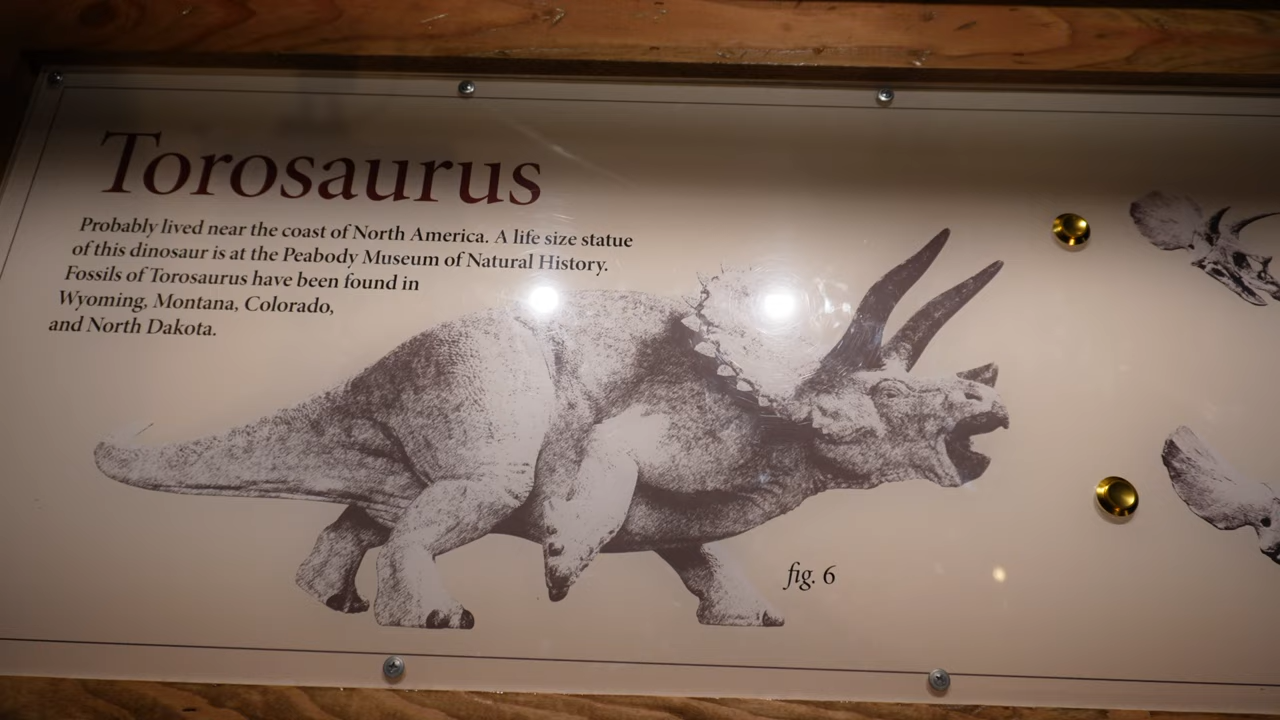 Torosaurus
Probably lived near the coast of North America. A life size statue
of this dinosaur is at the Peabody Museum of Natural History.
Fossils of Torosaurus have been found in
Wyoming, Montana, Colorado,
and North Dakota.
fig. 6